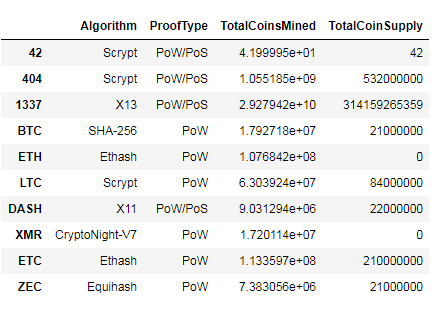 Algorithm ProofType TotalCoinsMined TotalCoinSupply
42 Scrypt PoW/PoS 4.199995e+01 42
404 Scrypt PoW/PoS 1.055185e+09 532000000
1337 X13 PoW/PoS 2.927942e+10 314159265359
BTC SHA-256 PoW 1.792718e+07 21000000
ETH Ethash PoW 1.076842e+08 0
LTC Scrypt PoW 6.303924e+07 84000000
DASH X11 PoW/PoS 9.031294e+06 22000000
XMR CryptoNight-V7 PoW 1.720114e+07 0
ETC Ethash PoW 1.133597e+08 210000000
ZEC Equihash PoW 7.383056e+06 21000000